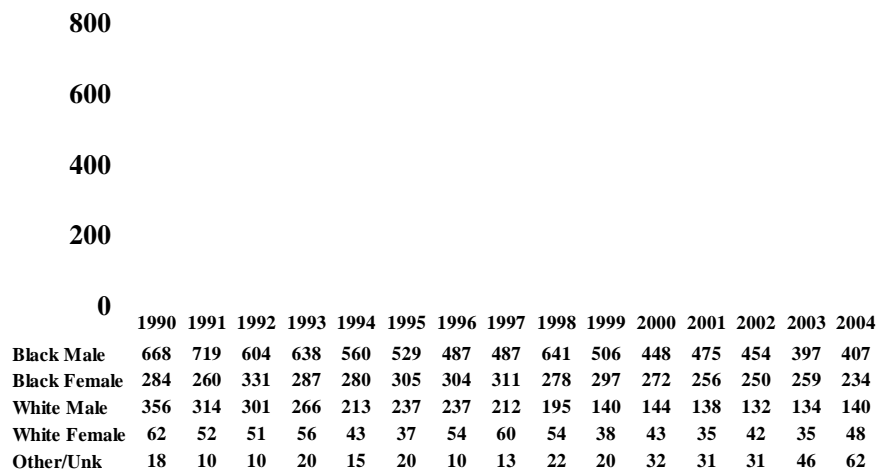 800
600
400
200
0
1990 1991 1992 1993 1994 1995 1996 1997 1998 1999 2000 2001 2002 2003 2004
Black Male 668 719 604 638 560 529 487 487 641 506 448 475 454 397 407
Black Female 284 260 331 287 280 305 304 311 278 297 272 256 250 259 234
White Male 356 314 301 266 213 237 237 212 195 140 144 138 132 134 140
White Female 62 52 51 56 43 37 54 60 54 38 43 35 42 35 48
Other/Unk 18 10 10 20 15 20 10 13 22 20 32 31 31 46 62